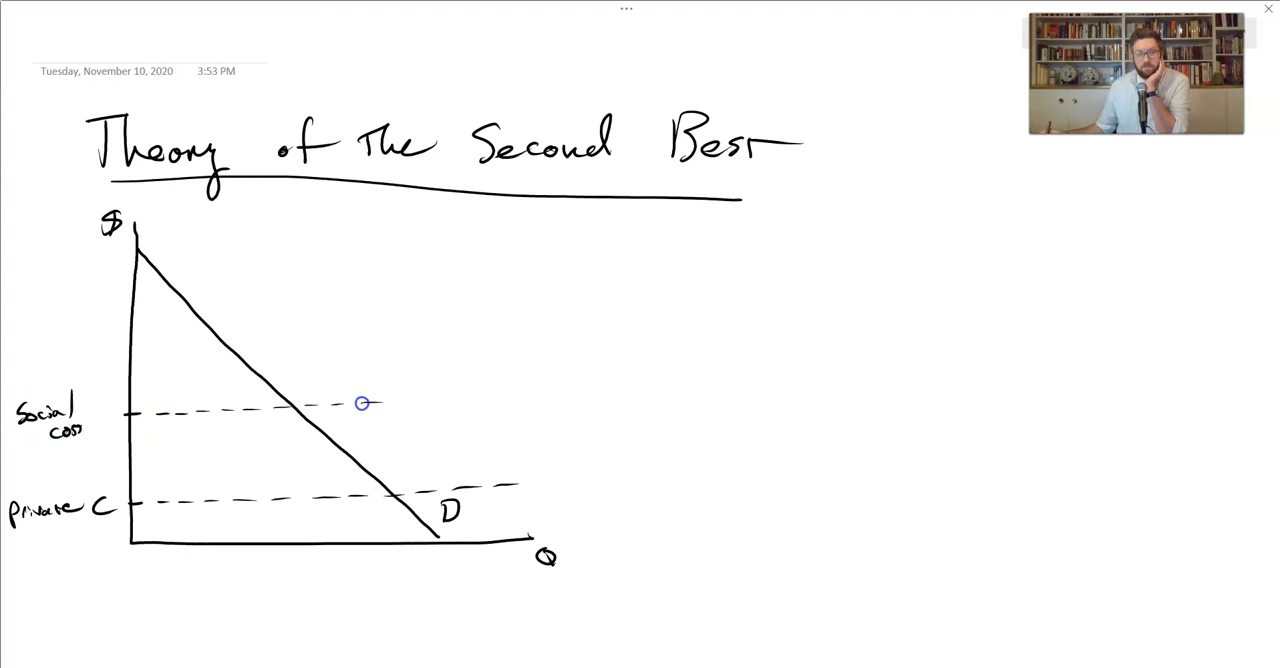 Tuesday, November 10, 2020 3:53 PM
Theory of the Second Best
$
Social
cost
private C
D
Q